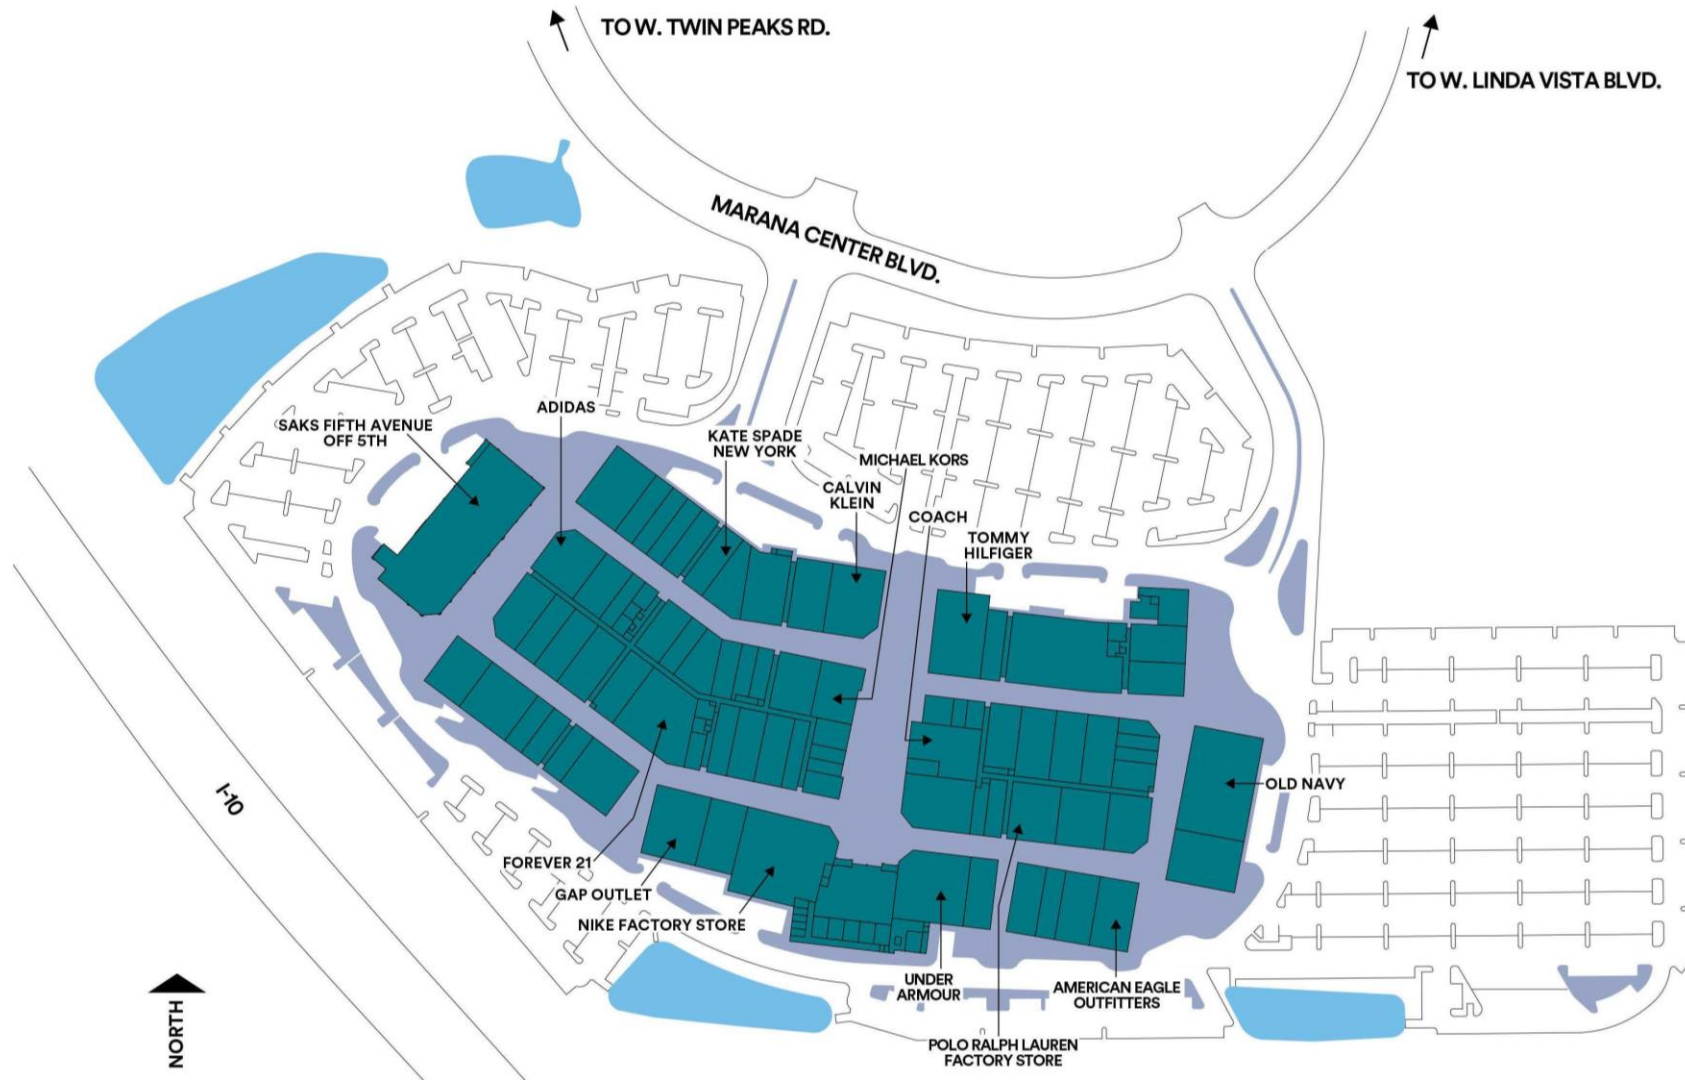 TO W. TWIN PEAKS RD.
TO W. LINDA VISTA BLVD.
MARANA CENTER BLVD.
ADIDAS
SAKS FIFTH AVENUE
OFF 5TH
KATE SPADE
NEW YORK
MICHAEL KORS
CALVIN
KLEIN
COACH
TOMMY
HILFIGER
OLD NAVY
I-10
FOREVER 21
GAP OUTLET
NIKE FACTORY STORE
UNDER
ARMOUR
AMERICAN EAGLE
OUTFITTERS
POLO RALPH LAUREN
FACTORY STORE
NORTH